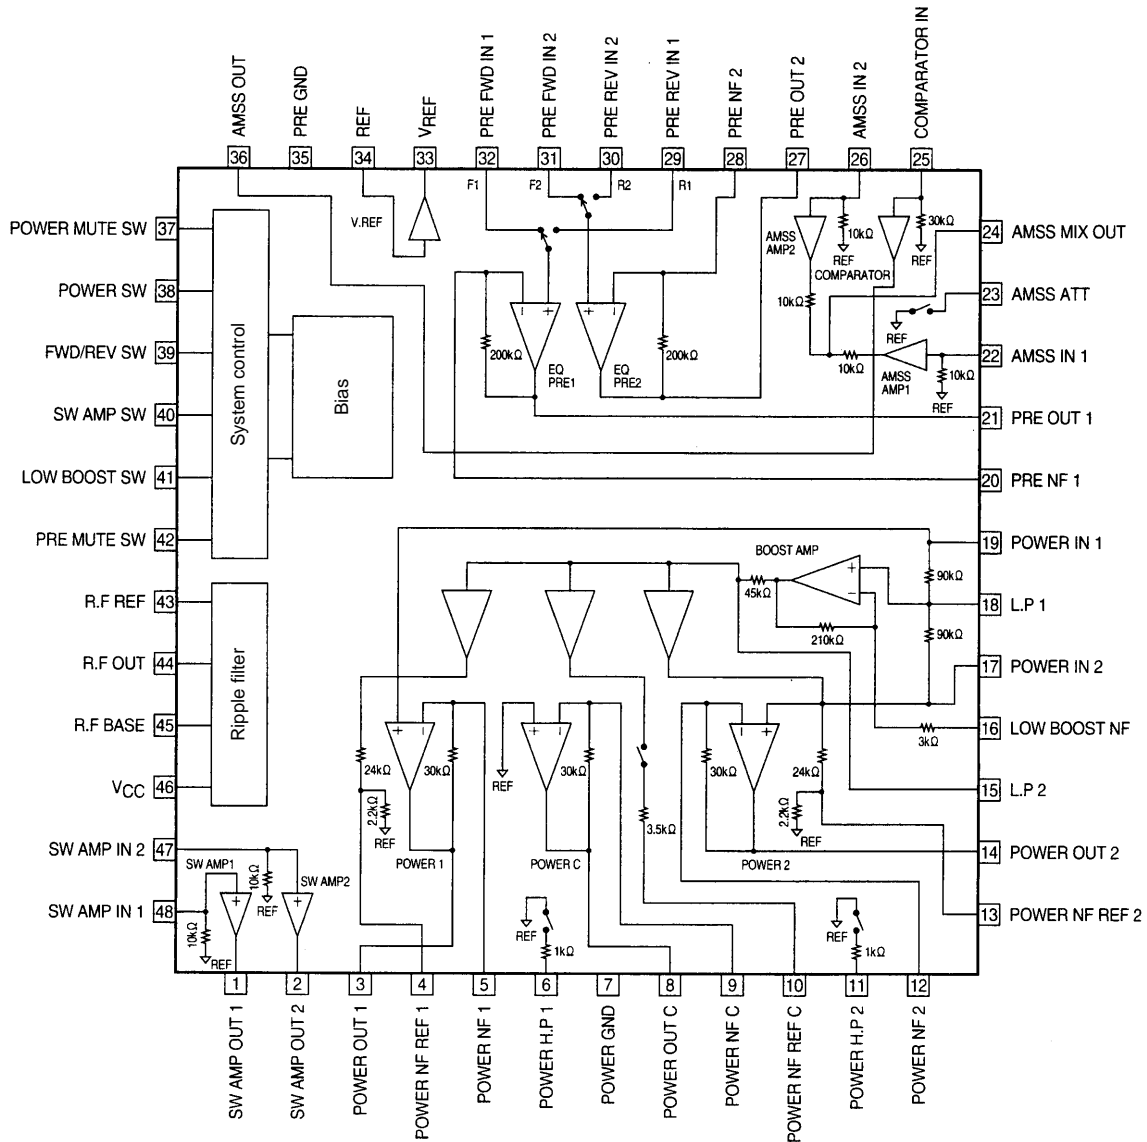 AMSS OUT
PRE GND
REF
VREF
PRE FWD IN 1
PRE FWD IN 2
PRE REV IN 2
PRE REV IN 1
PRE NF 2
PRE OUT 2
AMSS IN 2
COMPARATOR IN
36 35 34 33 32 31 30 29 28 27 26 25
F1 F2 R2 R1
V.REF
POWER MUTE SW 37
POWER SW 38
FWD/REV SW 39
SW AMP SW 40
LOW BOOST SW 41
PRE MUTE SW 42
R.F REF 43
R.F OUT 44
R.F BASE 45
VCC 46
SW AMP IN 2 47
SW AMP IN 1 48
System control
Bias
Ripple filter
200kΩ
− +
EQ
PRE1
+ −
EQ
PRE2
200kΩ
AMSS
AMP2
10kΩ
REF
COMPARATOR
30kΩ
REF
10kΩ
REF
10kΩ
AMSS
AMP1
10kΩ
REF
24 AMSS MIX OUT
23 AMSS ATT
22 AMSS IN 1
21 PRE OUT 1
20 PRE NF 1
19 POWER IN 1
18 L.P 1
17 POWER IN 2
16 LOW BOOST NF
15 L.P 2
14 POWER OUT 2
13 POWER NF REF 2
BOOST AMP
+
−
45kΩ
210kΩ
90kΩ
90kΩ
3kΩ
+ −
24kΩ
30kΩ
2.2kΩ
REF
POWER 1
REF
+ −
30kΩ
POWER C
3.5kΩ
− +
30kΩ
24kΩ
2.2kΩ
REF
POWER 2
SW AMP1
+
10kΩ
REF
10kΩ
REF
SW AMP2
+
REF
1kΩ
REF
1kΩ
1 2 3 4 5 6 7 8 9 10 11 12
SW AMP OUT 1
SW AMP OUT 2
POWER OUT 1
POWER NF REF 1
POWER NF 1
POWER H.P 1
POWER GND
POWER OUT C
POWER NF C
POWER NF REF C
POWER H.P 2
POWER NF 2